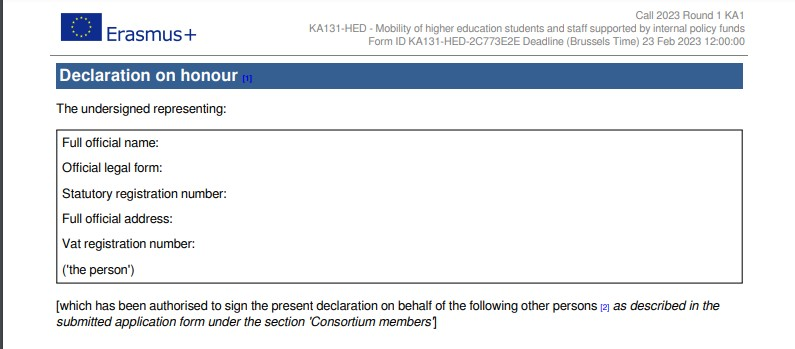 Erasmus+
Call 2023 Round 1 KA1
KA131-HED - Mobility of higher education students and staff supported by internal policy funds
Form ID KA131-HED-2C773E2E Deadline (Brussels Time) 23 Feb 2023 12:00:00
Declaration on honour [1]
The undersigned representing:
Full official name:
Official legal form:
Statutory registration number:
Full official address:
Vat registration number:
('the person')
[which has been authorised to sign the present declaration on behalf of the following other persons [2] as described in the
submitted application form under the section 'Consortium members']